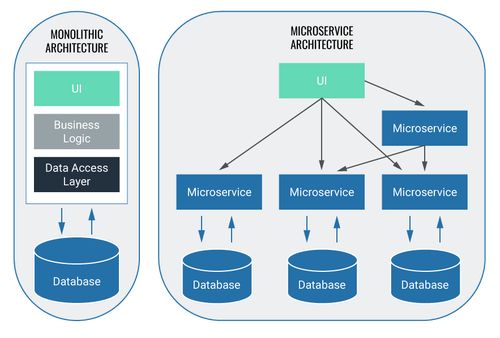 MONOLITHIC
ARCHITECTURE
UI
Business
Logic
Data Access
Layer
Database
MICROSERVICE
ARCHITECTURE
UI
Microservice
Microservice
Microservice
Microservice
Database
Database
Database